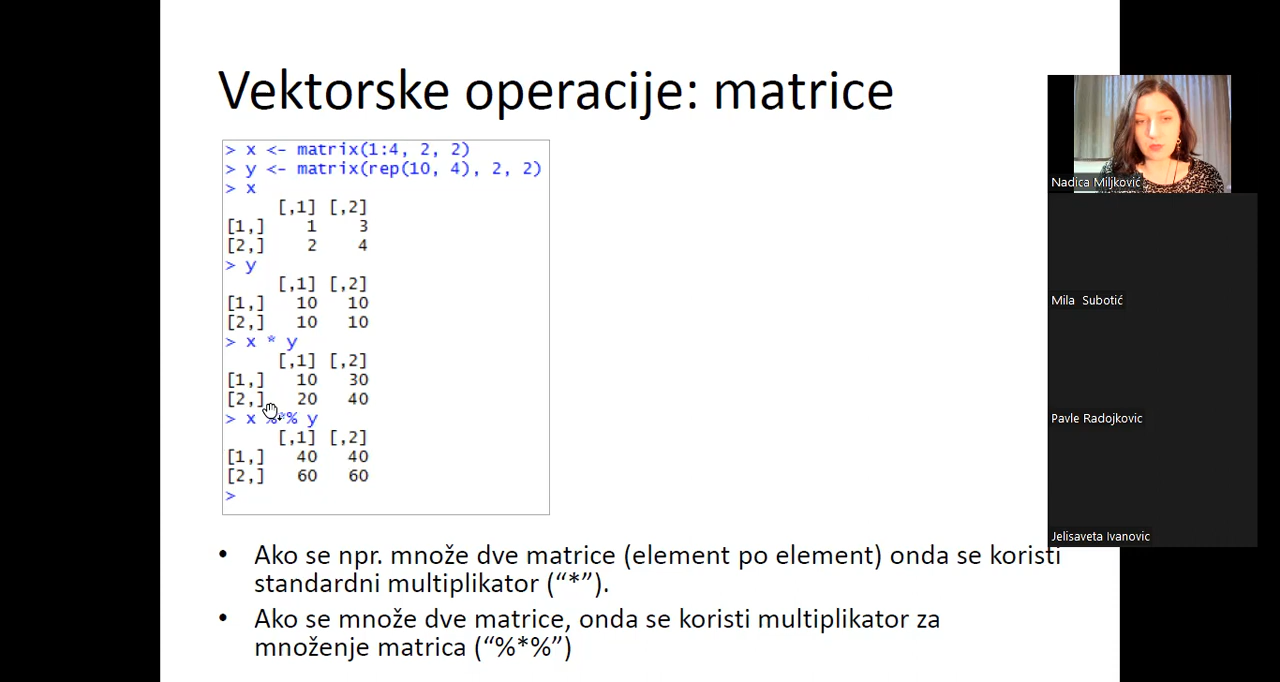 Vektorske operacije: matrice
> x <- matrix(1:4, 2, 2)
> y <- matrix(rep(10, 4), 2, 2)
> x
[,1] [,2]
[1,] 1 3
[2,] 2 4
> y
[,1] [,2]
[1,] 10 10
[2,] 10 10
> x * y
[,1] [,2]
[1,] 10 30
[2,] 20 40
> x %*% y
[,1] [,2]
[1,] 40 40
[2,] 60 60
>
• Ako se npr. množe dve matrice (element po element) onda se koristi
standardni multiplikator (“*”).
• Ako se množe dve matrice, onda se koristi multiplikator za
množenje matrica (“%*%”)
Nadica Miljković
Mila Subotić
Pavle Radojkovic
Jelisaveta Ivanovic